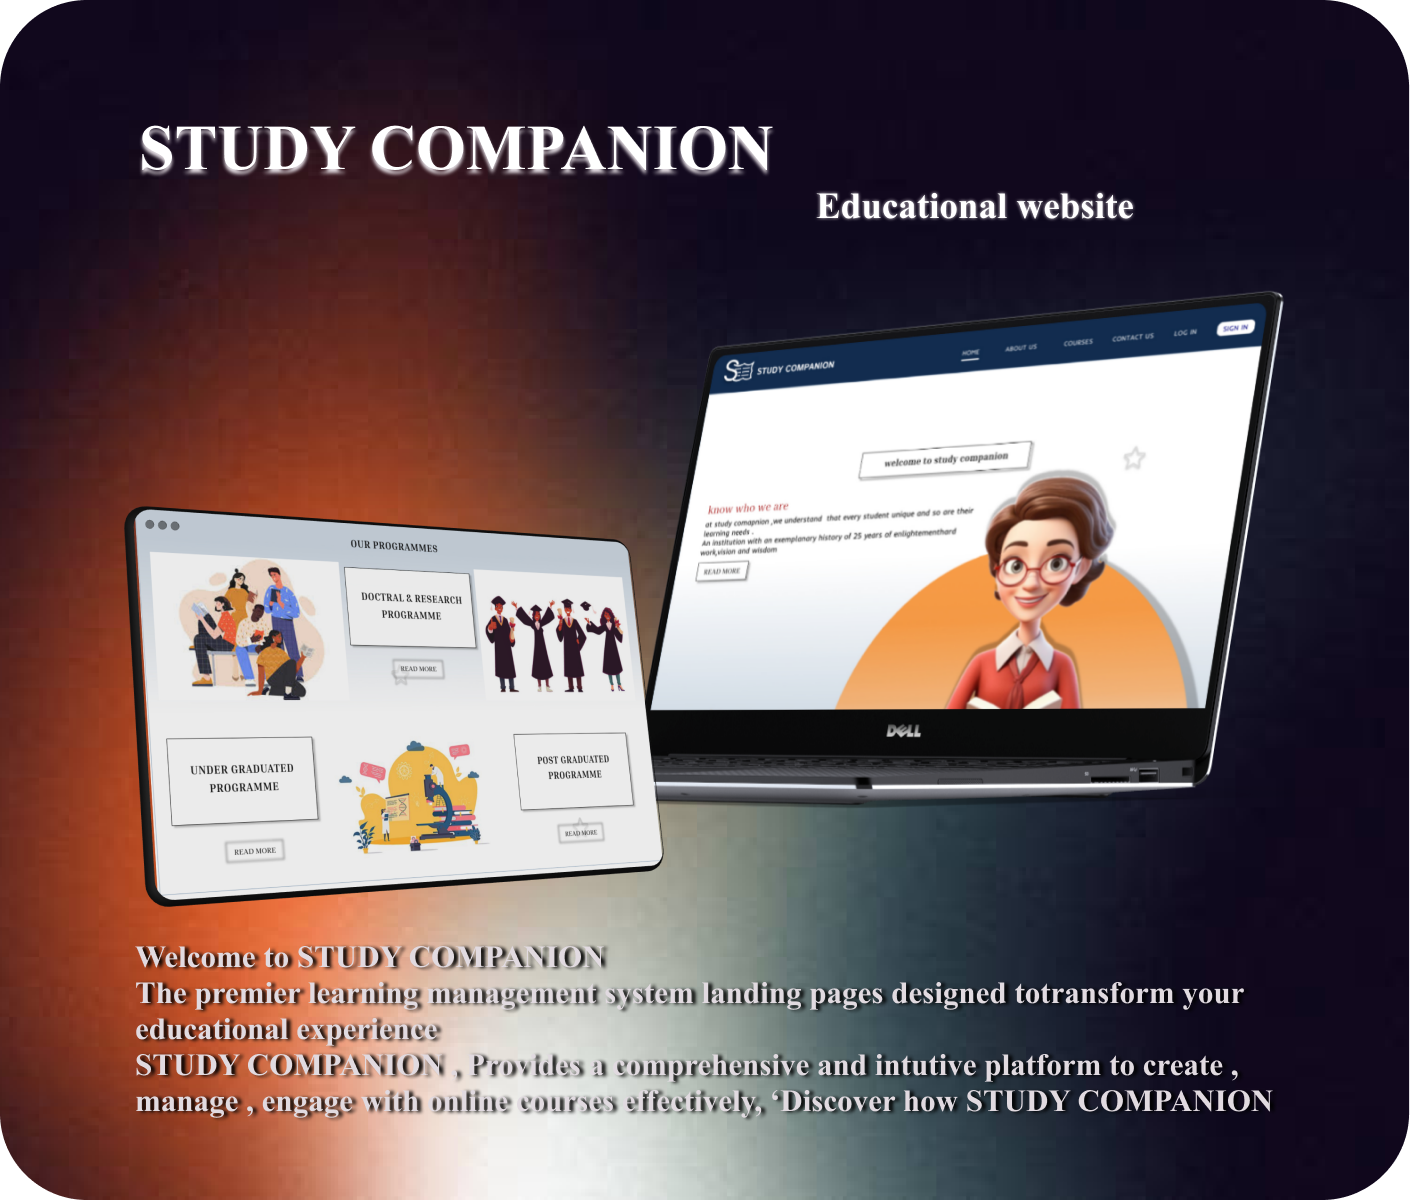 STUDY COMPANION
Educational website
STUDY COMPANION
HOME
ABOUT US
COURSES
CONTACT US
LOG IN
SIGN IN
welcome to study companion
know who we are
at study comapnion ,we understand that every student unique and so are their
learning needs .
An institution with an exemplanary history of 25 years of enlightementhard
work,vision and wisdom
READ MORE
DELL
OUR PROGRAMMES
DOCTRAL & RESEARCH
PROGRAMME
READ MORE
UNDER GRADUATED
PROGRAMME
READ MORE
POST GRADUATED
PROGRAMME
READ MORE
Welcome to STUDY COMPANION
The premier learning management system landing pages designed totransform your
educational experience
STUDY COMPANION , Provides a comprehensive and intutive platform to create ,
manage , engage with online courses effectively, ‘Discover how STUDY COMPANION